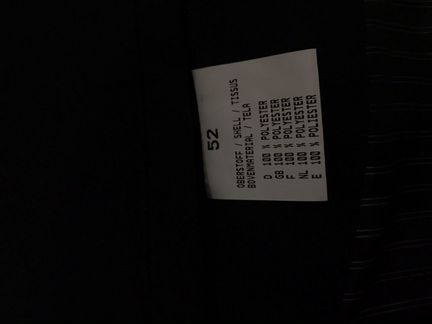 52
OBERSTOFF / SHELL / TISSUS
BOVENMATERIAL / TELA
D 100 % POLYESTER
GB 100 % POLYESTER
F 100 % POLYESTER
NL 100 % POLYESTER
E 100 % POLIESTER